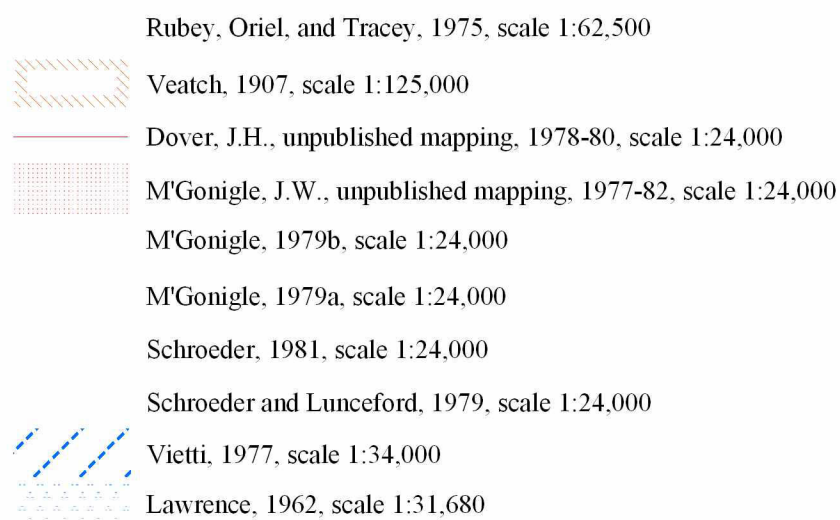 Rubey, Oriel, and Tracey, 1975, scale 1:62,500
Veatch, 1907, scale 1:125,000
Dover, J.H., unpublished mapping, 1978-80, scale 1:24,000
M'Gonigle, J.W., unpublished mapping, 1977-82, scale 1:24,000
M'Gonigle, 1979b, scale 1:24,000
M'Gonigle, 1979a, scale 1:24,000
Schroeder, 1981, scale 1:24,000
Schroeder and Lunceford, 1979, scale 1:24,000
Vietti, 1977, scale 1:34,000
Lawrence, 1962, scale 1:31,680